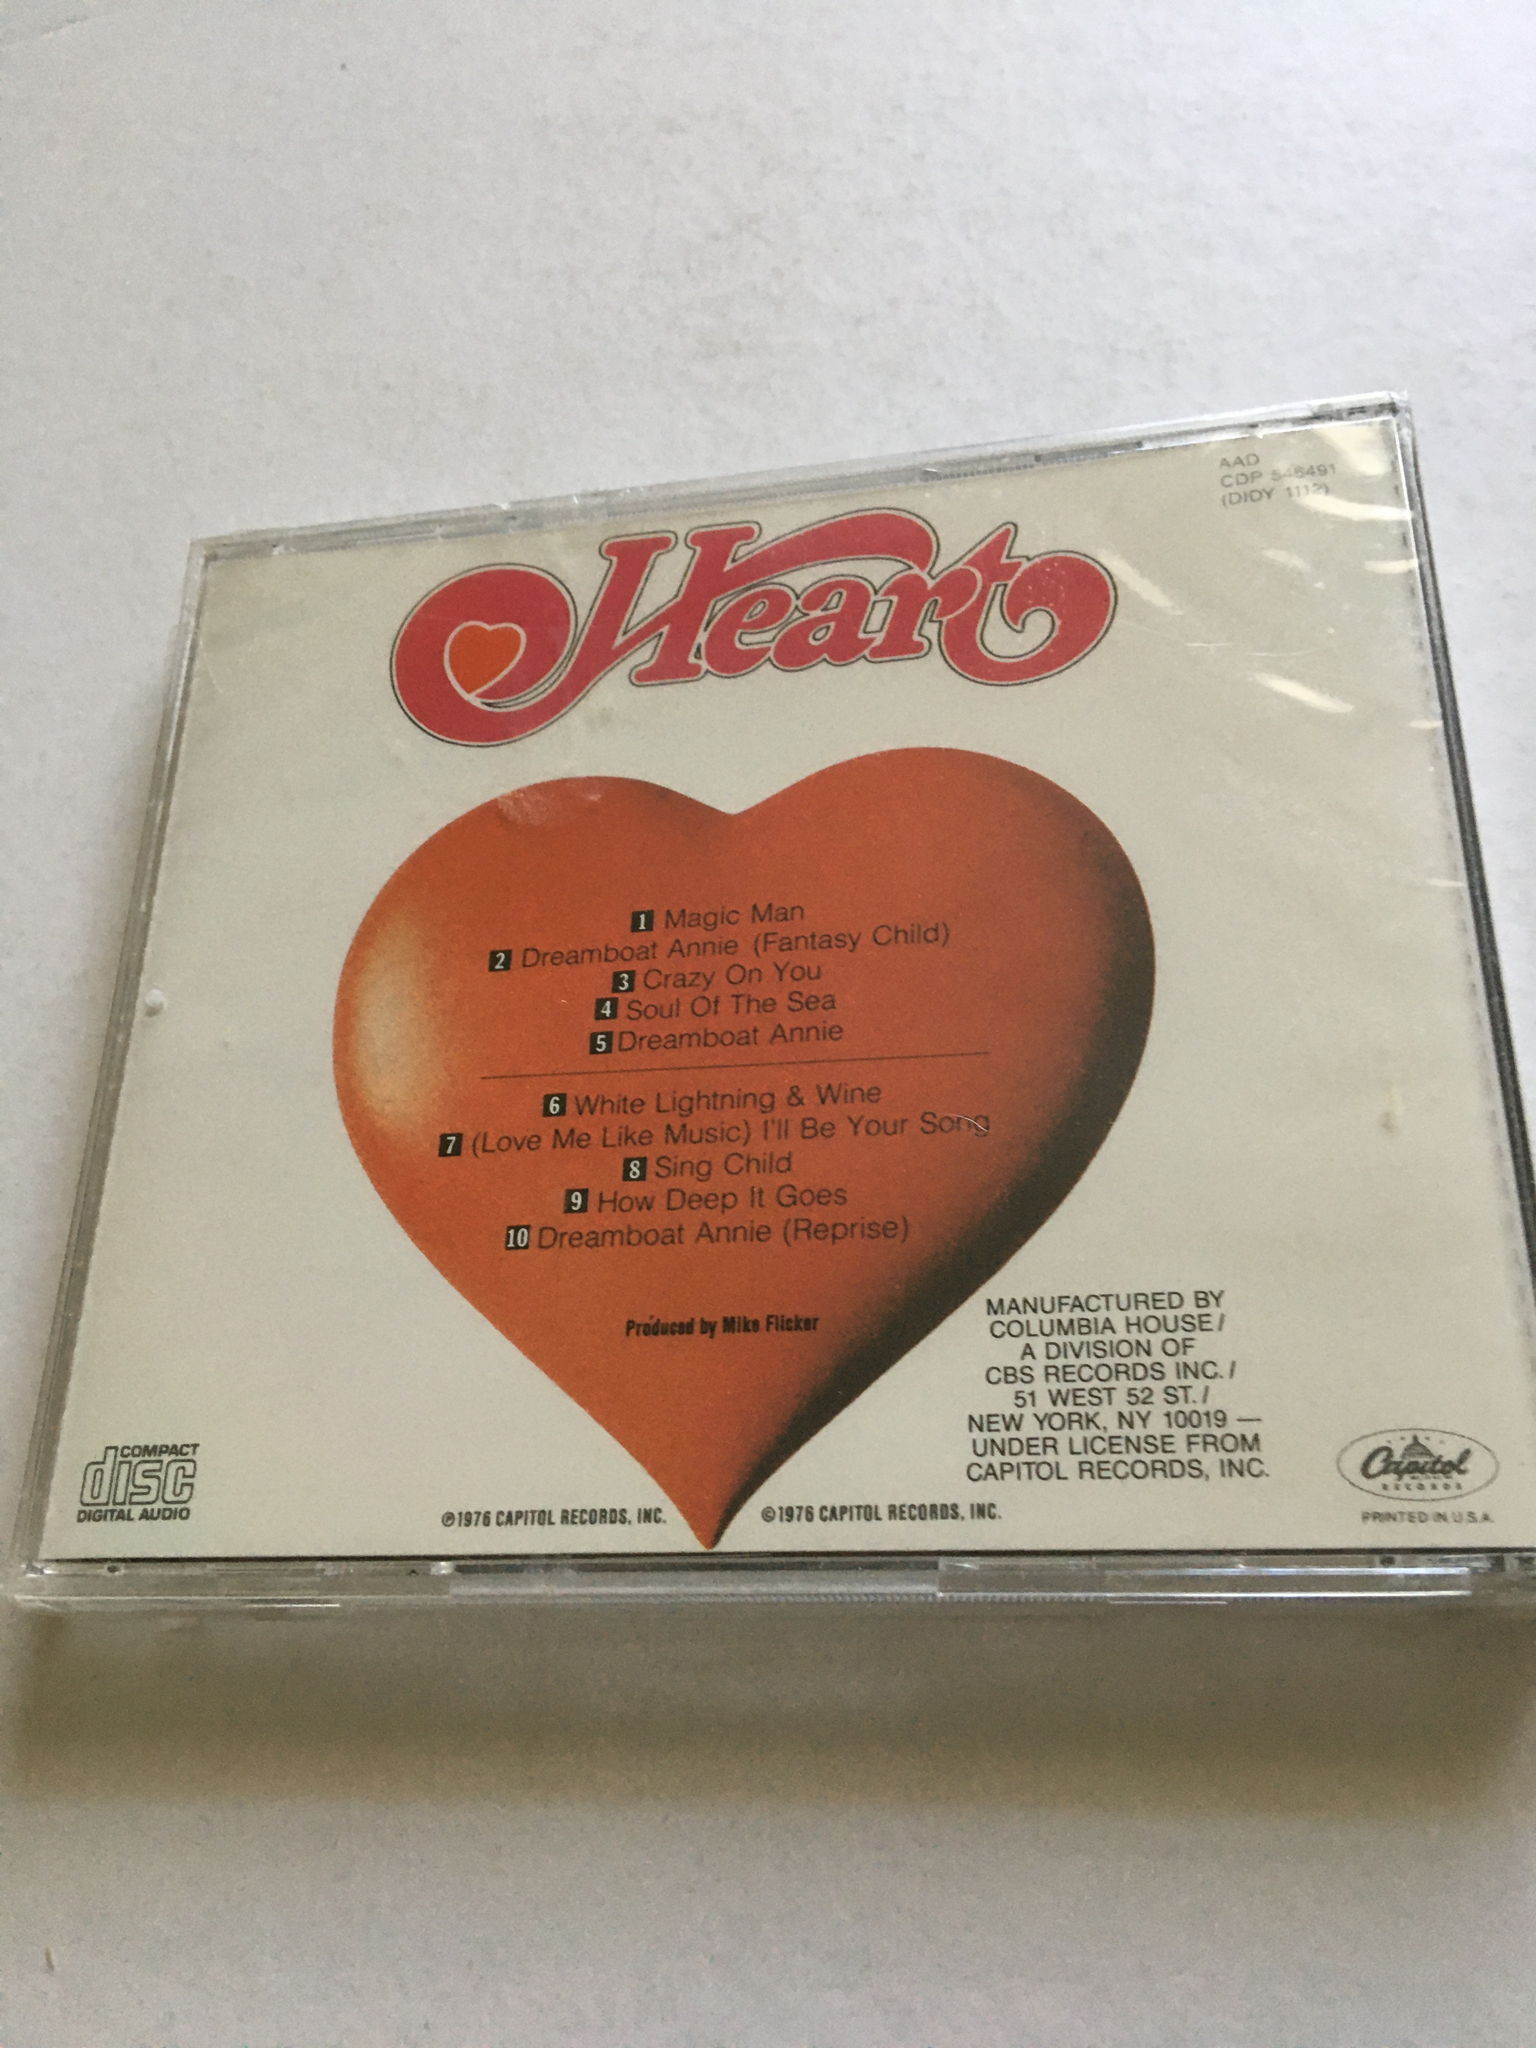 AAD
CDP 546491
(DIDY 1112)
Heart
1 Magic Man
2 Dreamboat Annie (Fantasy Child)
3 Crazy On You
4 Soul Of The Sea
5 Dreamboat Annie
6 White Lightning & Wine
7 (Love Me Like Music) I'll Be Your Song
8 Sing Child
9 How Deep It Goes
10 Dreamboat Annie (Reprise)
Produced by Mike Flicker
MANUFACTURED BY
COLUMBIA HOUSE/
A DIVISION OF
CBS RECORDS INC./
51 WEST 52 ST./
NEW YORK, NY 10019 —
UNDER LICENSE FROM
CAPITOL RECORDS, INC.
COMPACT
disc
DIGITAL AUDIO
℗1976 CAPITOL RECORDS, INC.
©1976 CAPITOL RECORDS, INC.
Capitol
RECORDS
PRINTED IN U.S.A.